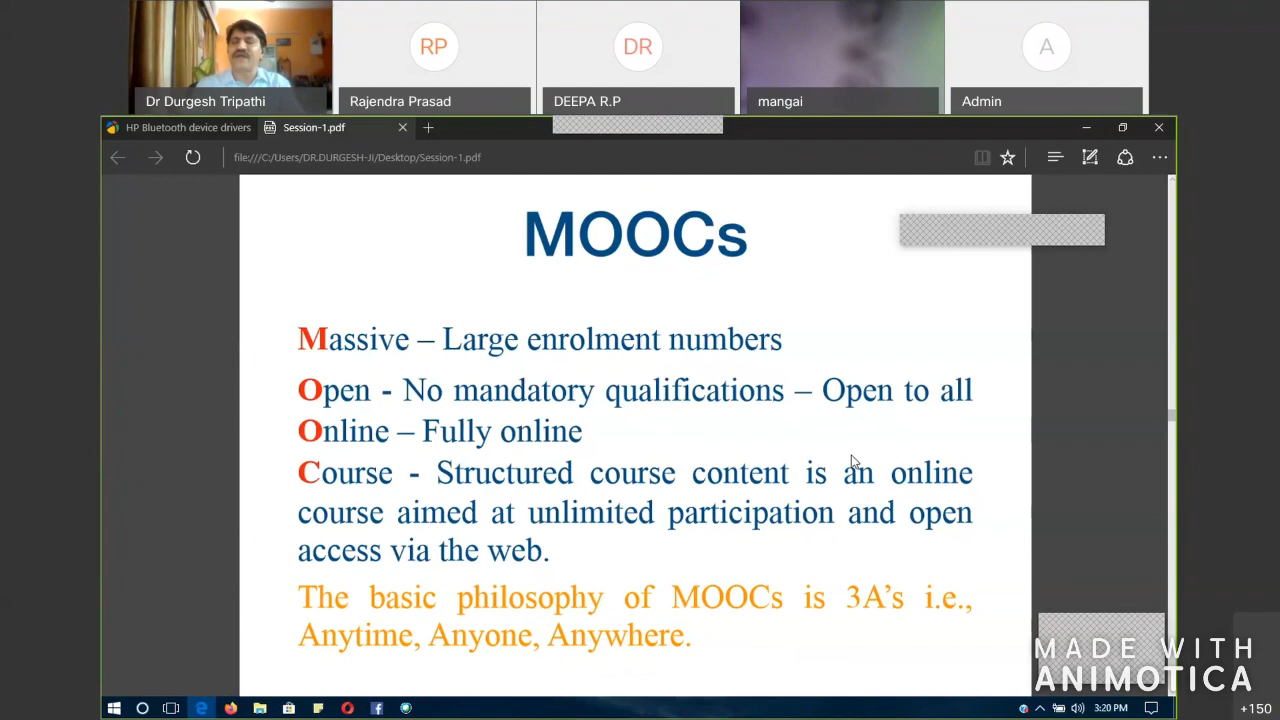 RP
DR
A
Dr Durgesh Tripathi
Rajendra Prasad
DEEPA R.P
mangai
Admin
HP Bluetooth device drivers
Session-1.pdf
file:///C:/Users/DR.DURGESH-JI/Desktop/Session-1.pdf
MOOCs
Massive – Large enrolment numbers
Open - No mandatory qualifications – Open to all
Online – Fully online
Course - Structured course content is an online
course aimed at unlimited participation and open
access via the web.
The basic philosophy of MOOCs is 3A's i.e.,
Anytime, Anyone, Anywhere.
MADE WITH
ANIMOTICA
3:20 PM
+150